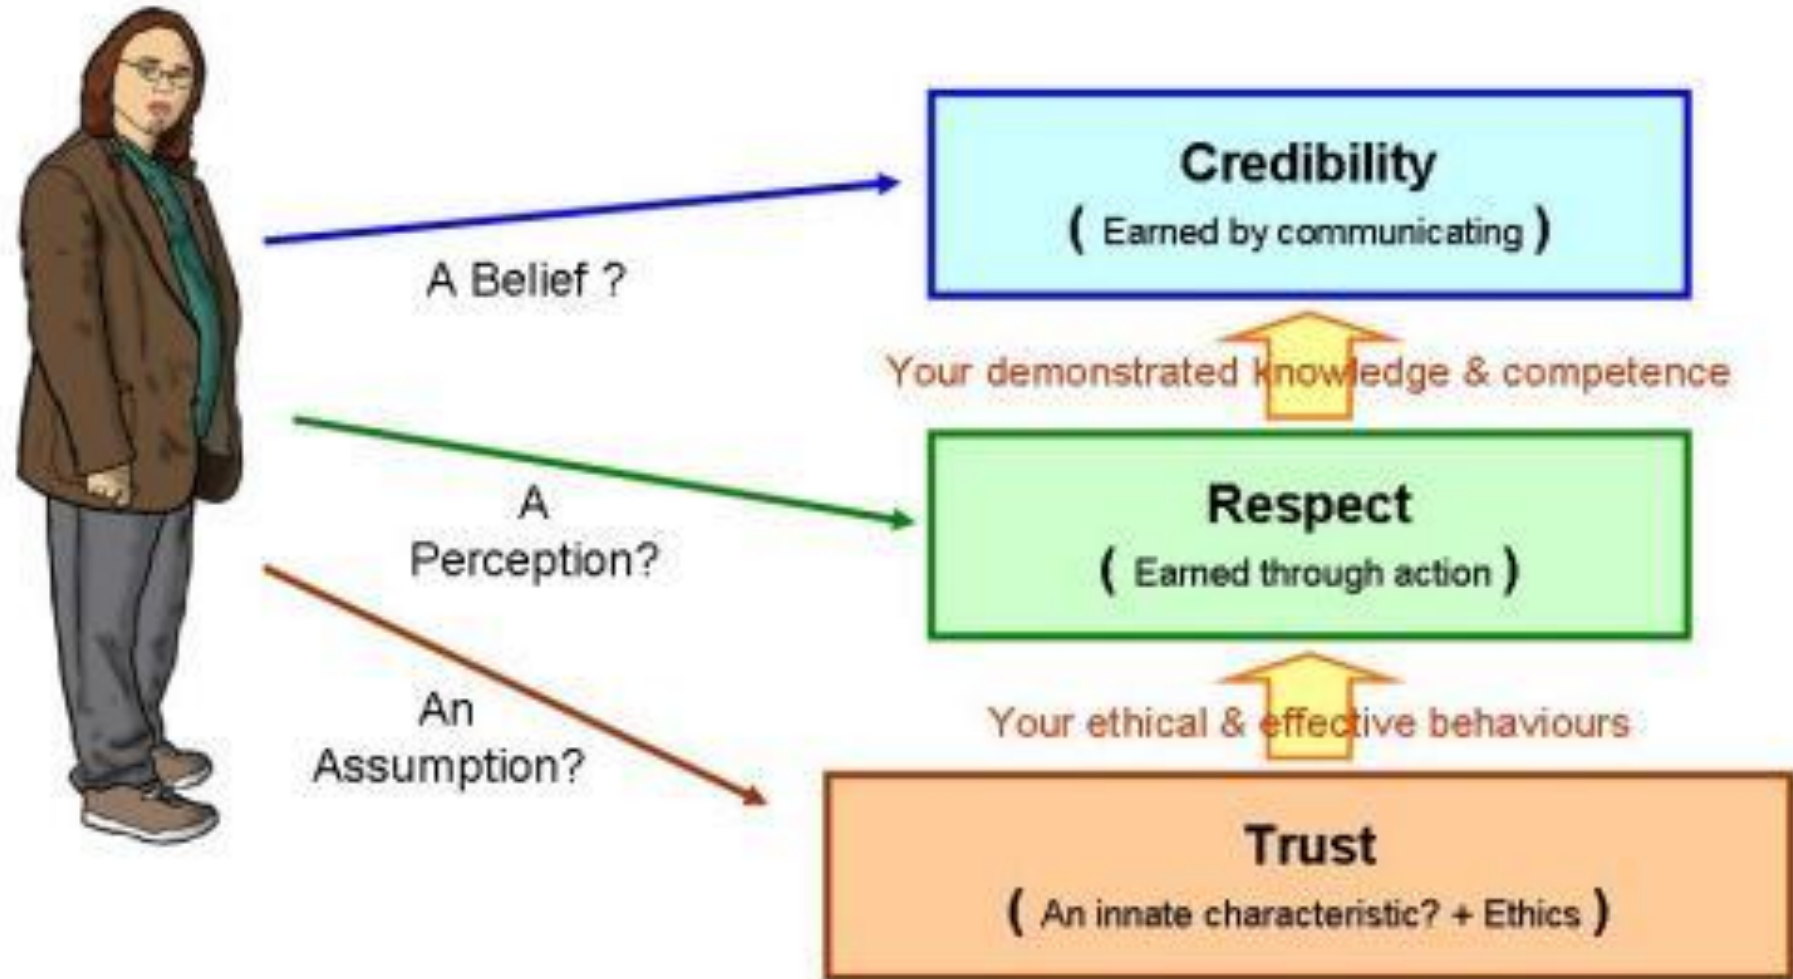 Credibility
( Earned by communicating )
A Belief ?
Your demonstrated knowledge & competence
A
Perception?
Respect
( Earned through action )
An
Assumption?
Your ethical & effective behaviours
Trust
( An innate characteristic? + Ethics )